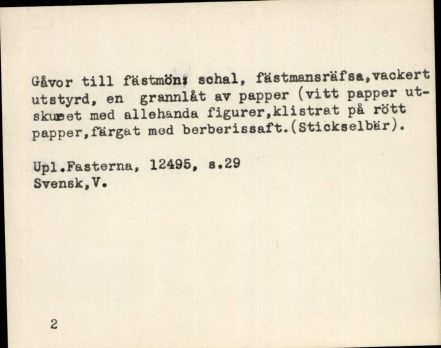 Gåvor till fästmön: schal, fästmansräfsa,vackert
utstyrd, en grannlåt av papper (vitt papper ut-
skuret med allehanda figurer,klistrat på rött
papper,färgat med berberissaft.(Stickselbär).
Upl.Fasterna, 12495, s.29
Svensk,V.
2